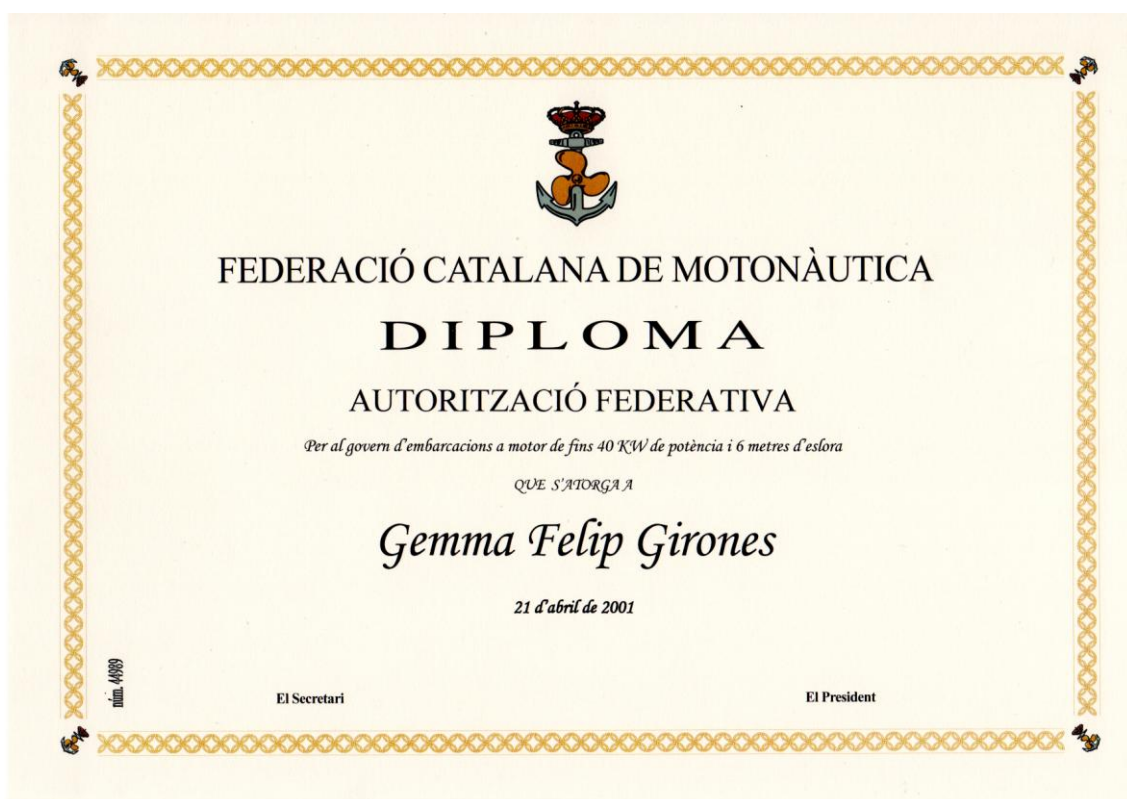 FEDERACIÓ CATALANA DE MOTONÀUTICA
DIPLOMA
AUTORITZACIÓ FEDERATIVA
Per al govern d'embarcacions a motor de fins 40 KW de potència i 6 metres d'eslora
QUE S'ATORGA A
Gemma Felip Girones
21 d'abril de 2001
núm. 44989
El Secretari
El President